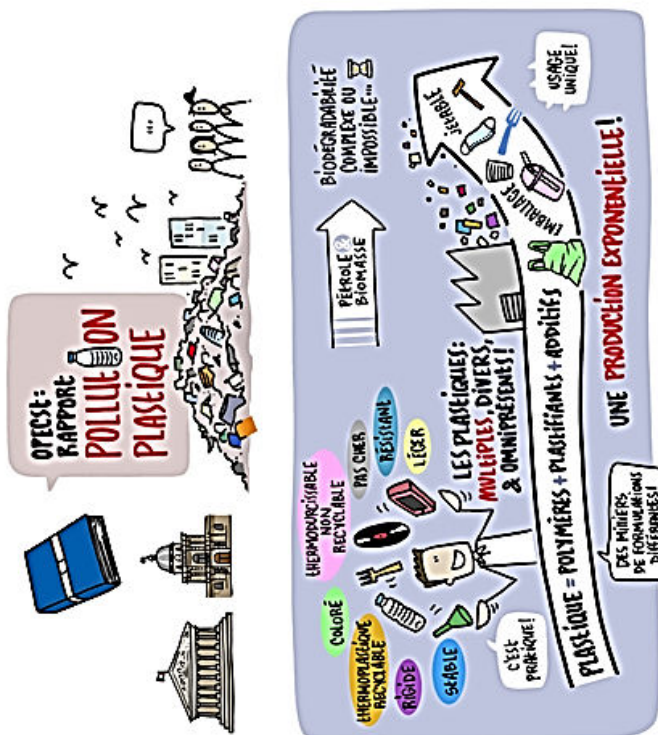 OPECST:
RAPPORT
POLLUTION
PLASTIQUE
...
THERMODURCISSABLE
NON
RECYCLABLE
COLORÉ
PAS CHER
THERMOPLASTIQUE
RECYCLABLE
RÉSISTANT
RIGIDE
LÉGER
STABLE
C'EST
PRATIQUE!
LES PLASTIQUES:
MULTIPLES, DIVERS,
& OMNIPRÉSENTS!
PÉTROLE &
BIOMASSE
BIODÉGRADABILITÉ
COMPLEXE OU
IMPOSSIBLE...
PLASTIQUE = POLYMÈRES + PLASTIFIANTS + ADDITIFS
EMBALLAGE
JETABLE
USAGE
UNIQUE!
DES MILLIERS
DE FORMULATIONS
DIFFÉRENTES!
UNE PRODUCTION EXPONENTIELLE!